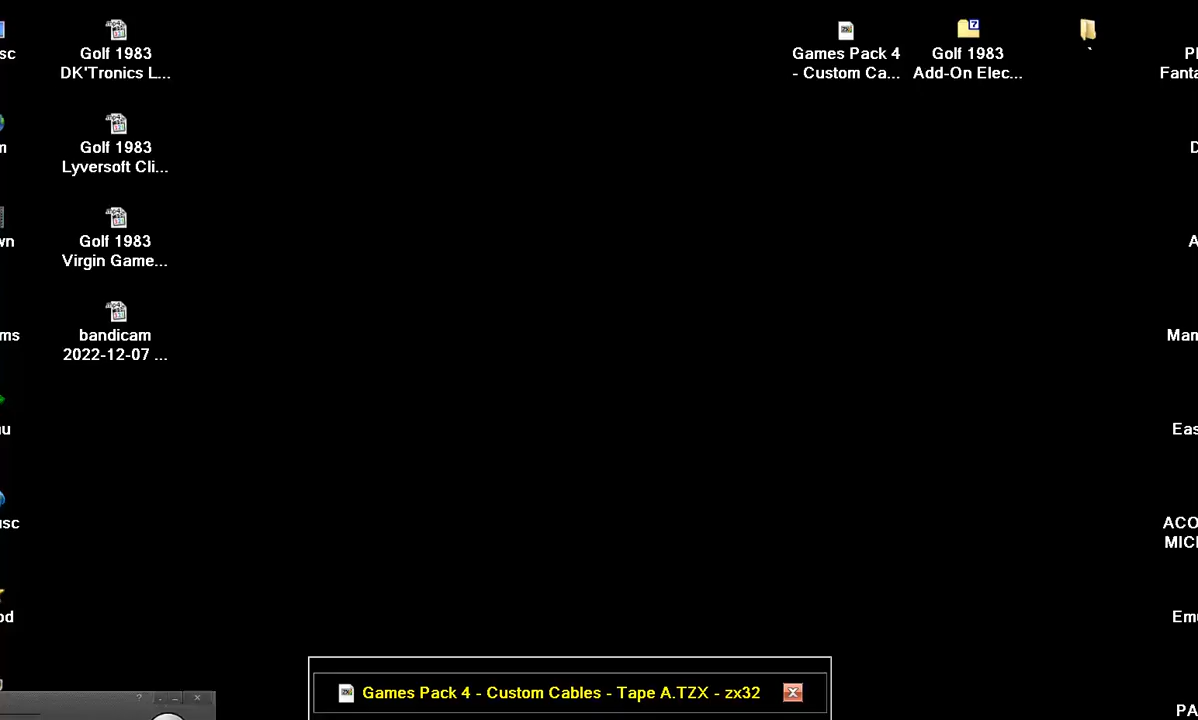 sc
Golf 1983
DK'Tronics L...
Games Pack 4
- Custom Ca...
Golf 1983
Add-On Elec...
`
Fanta
m
Golf 1983
Lyversoft Cli...
D
wn
Golf 1983
Virgin Game...
A
ms
bandicam
2022-12-07 ...
Man
u
Eas
sc
ACO
MIC
od
Em
Games Pack 4 - Custom Cables - Tape A.TZX - zx32
PA